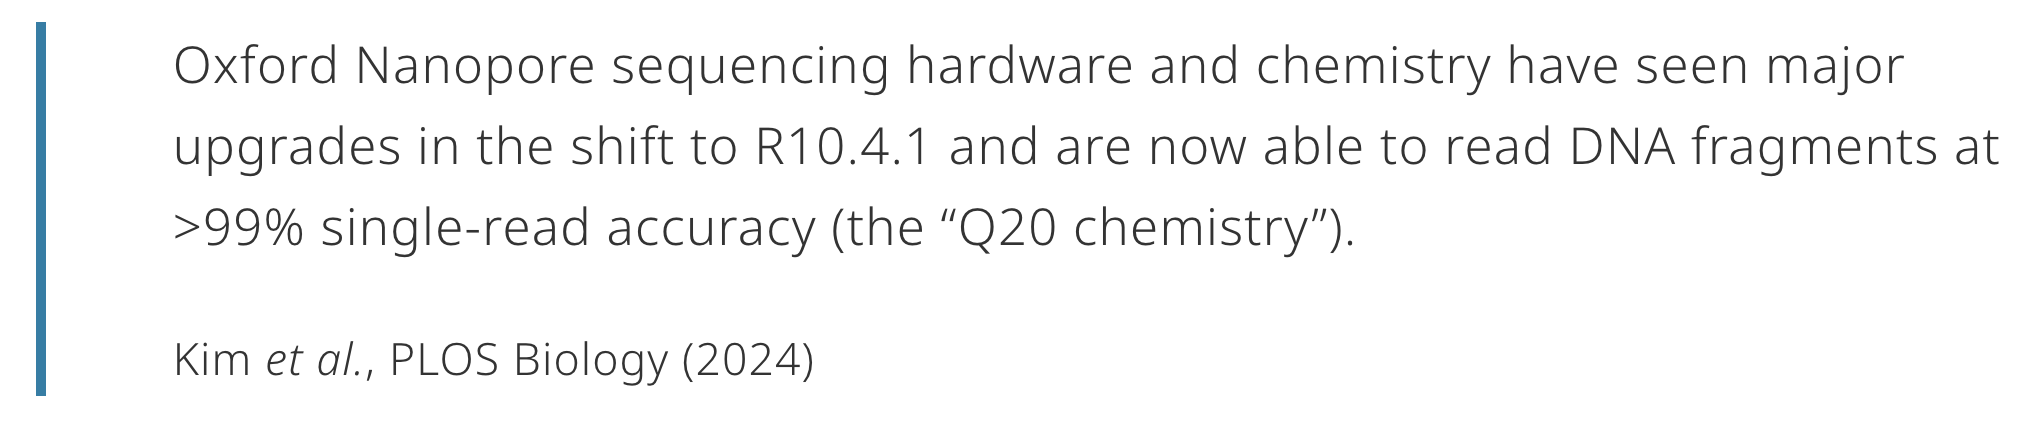 Oxford Nanopore sequencing hardware and chemistry have seen major
upgrades in the shift to R10.4.1 and are now able to read DNA fragments at
>99% single-read accuracy (the “Q20 chemistry”).
Kim et al., PLOS Biology (2024)